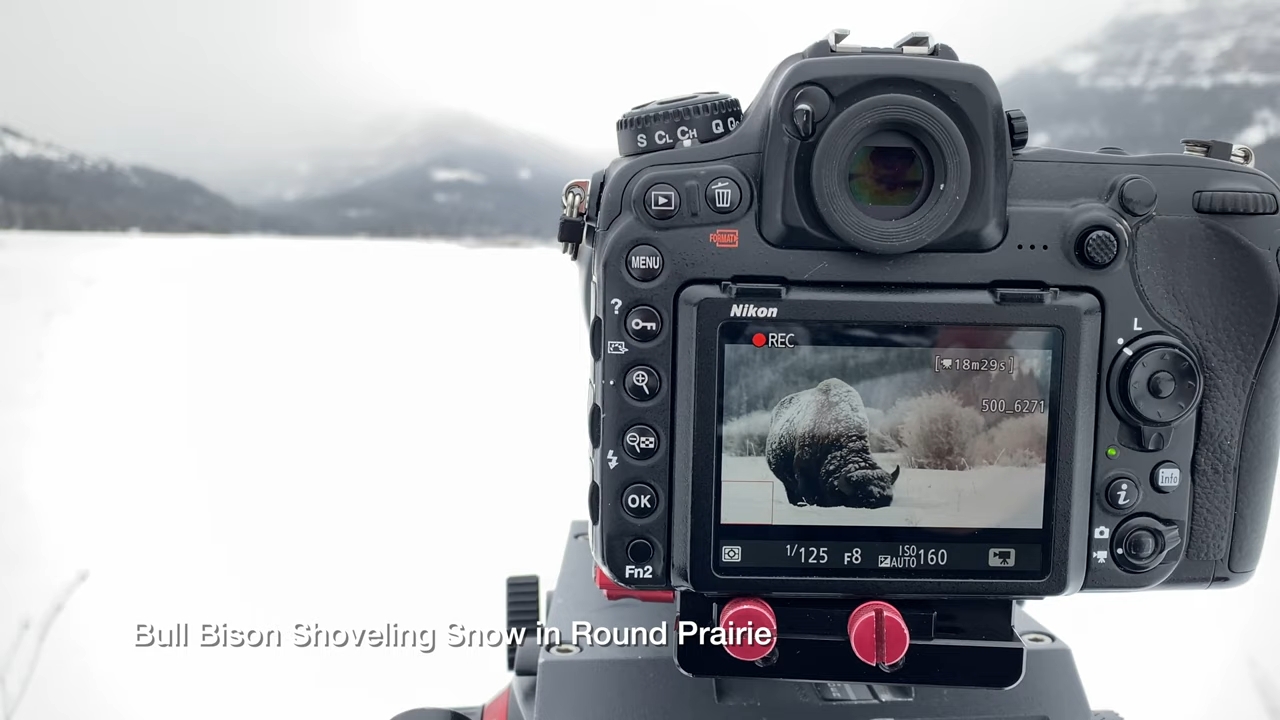 S CL CH Q Qc
FORMAT
MENU
?
L
Nikon
REC
[18m29s]
500_6271
info
i
OK
1/125 F8 ISO AUTO 160
Fn2
Bull Bison Shoveling Snow in Round Prairie